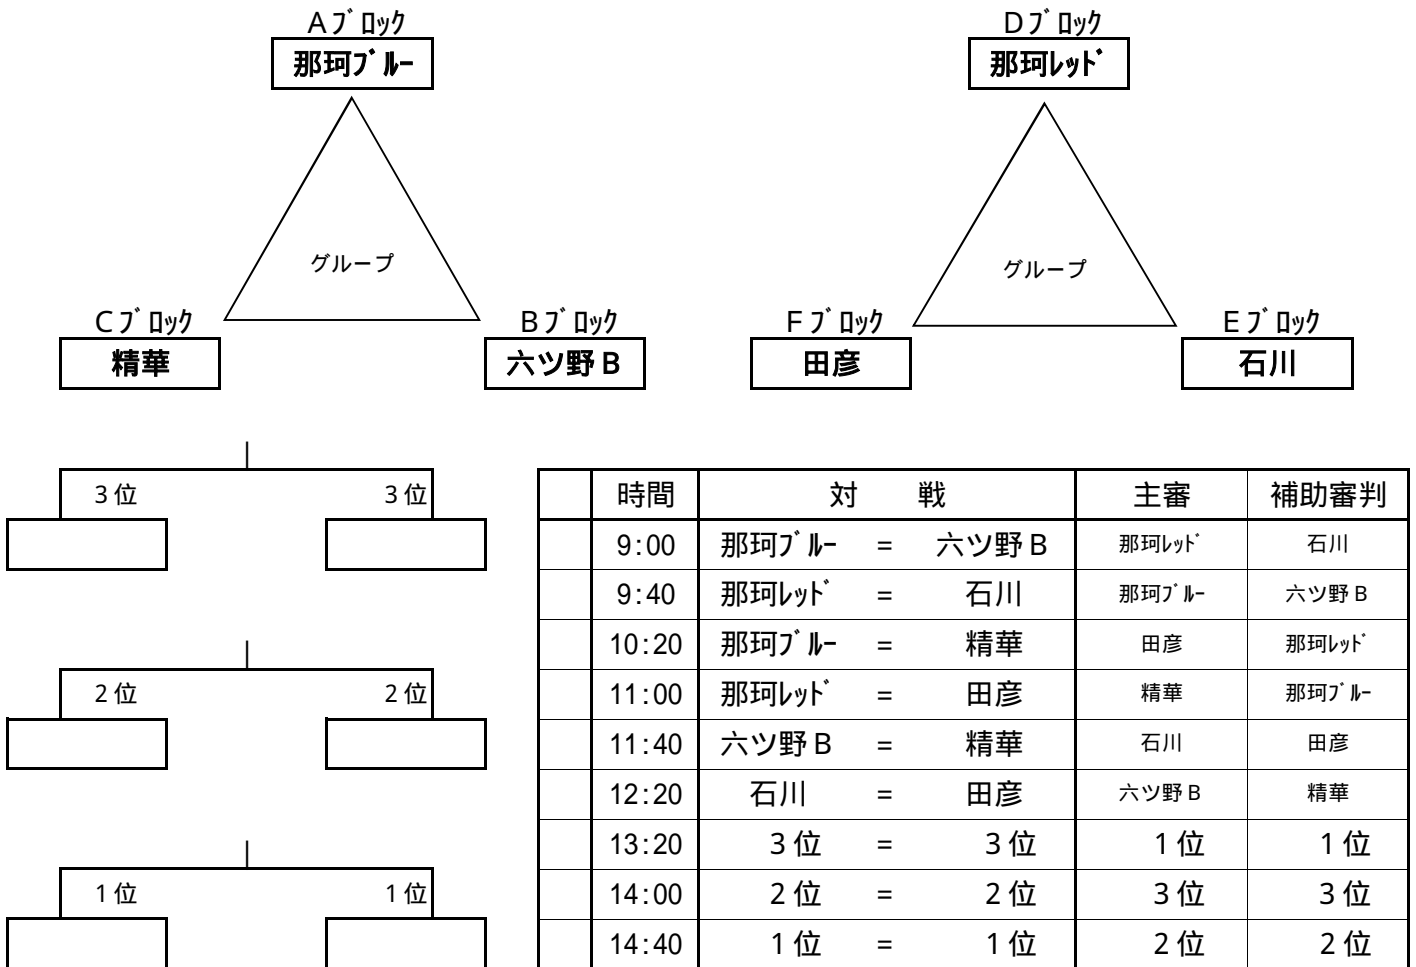 Aﾌﾞﾛｯｸ Dﾌﾞﾛｯｸ
那珂ﾌﾞﾙｰ 那珂ﾚｯﾄﾞ
グループ グループ
Cﾌﾞﾛｯｸ Bﾌﾞﾛｯｸ Fﾌﾞﾛｯｸ Eﾌﾞﾛｯｸ
精華 六ツ野B 田彦 石川
3位 3位
2位 2位
1位 1位
時間 対 戦 主審 補助審判
9:00 那珂ﾌﾞﾙｰ = 六ツ野B 那珂ﾚｯﾄﾞ 石川
9:40 那珂ﾚｯﾄﾞ = 石川 那珂ﾌﾞﾙｰ 六ツ野B
10:20 那珂ﾌﾞﾙｰ = 精華 田彦 那珂ﾚｯﾄﾞ
11:00 那珂ﾚｯﾄﾞ = 田彦 精華 那珂ﾌﾞﾙｰ
11:40 六ツ野B = 精華 石川 田彦
12:20 石川 = 田彦 六ツ野B 精華
13:20 3位 = 3位 1位 1位
14:00 2位 = 2位 3位 3位
14:40 1位 = 1位 2位 2位